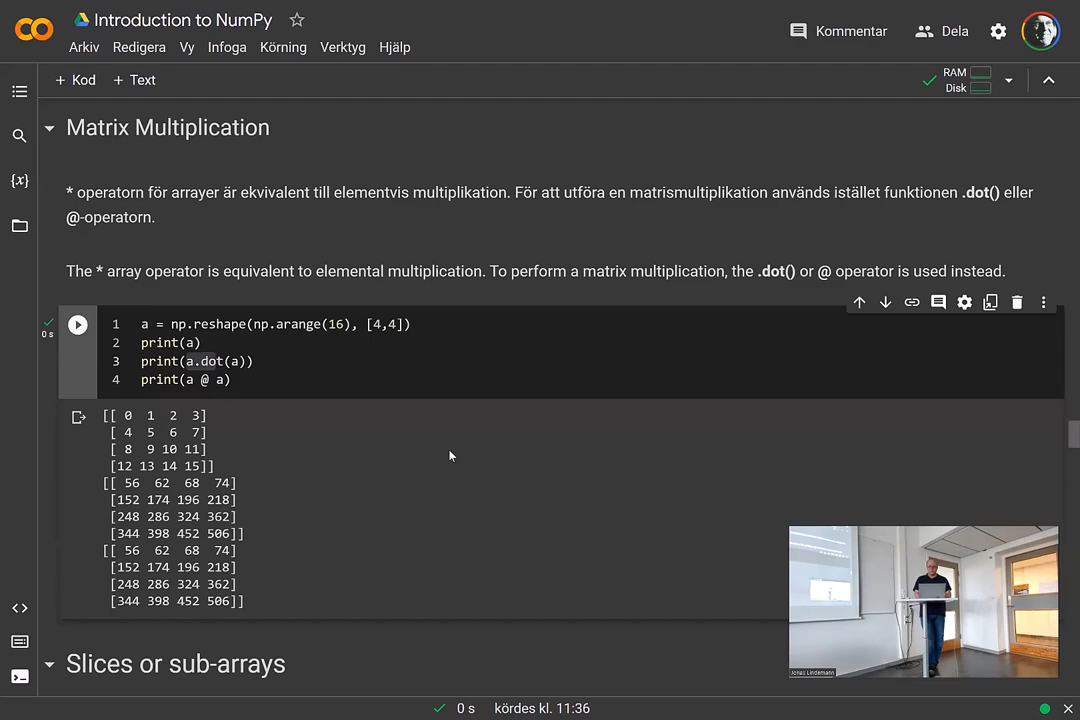 Introduction to NumPy
Arkiv Redigera Vy Infoga Körning Verktyg Hjälp
Kommentar Dela
+ Kod + Text
RAM
Disk
Matrix Multiplication
* operatorn för arrayer är ekvivalent till elementvis multiplikation. För att utföra en matrismultiplikation används istället funktionen .dot() eller
@-operatorn.
The * array operator is equivalent to elemental multiplication. To perform a matrix multiplication, the .dot() or @ operator is used instead.
0 s
1 a = np.reshape(np.arange(16), [4,4])
2 print(a)
3 print(a.dot(a))
4 print(a @ a)
[[ 0 1 2 3]
[ 4 5 6 7]
[ 8 9 10 11]
[12 13 14 15]]
[[ 56 62 68 74]
[152 174 196 218]
[248 286 324 362]
[344 398 452 506]]
[[ 56 62 68 74]
[152 174 196 218]
[248 286 324 362]
[344 398 452 506]]
Jonas Lindemann
Slices or sub-arrays
0 s kördes kl. 11:36